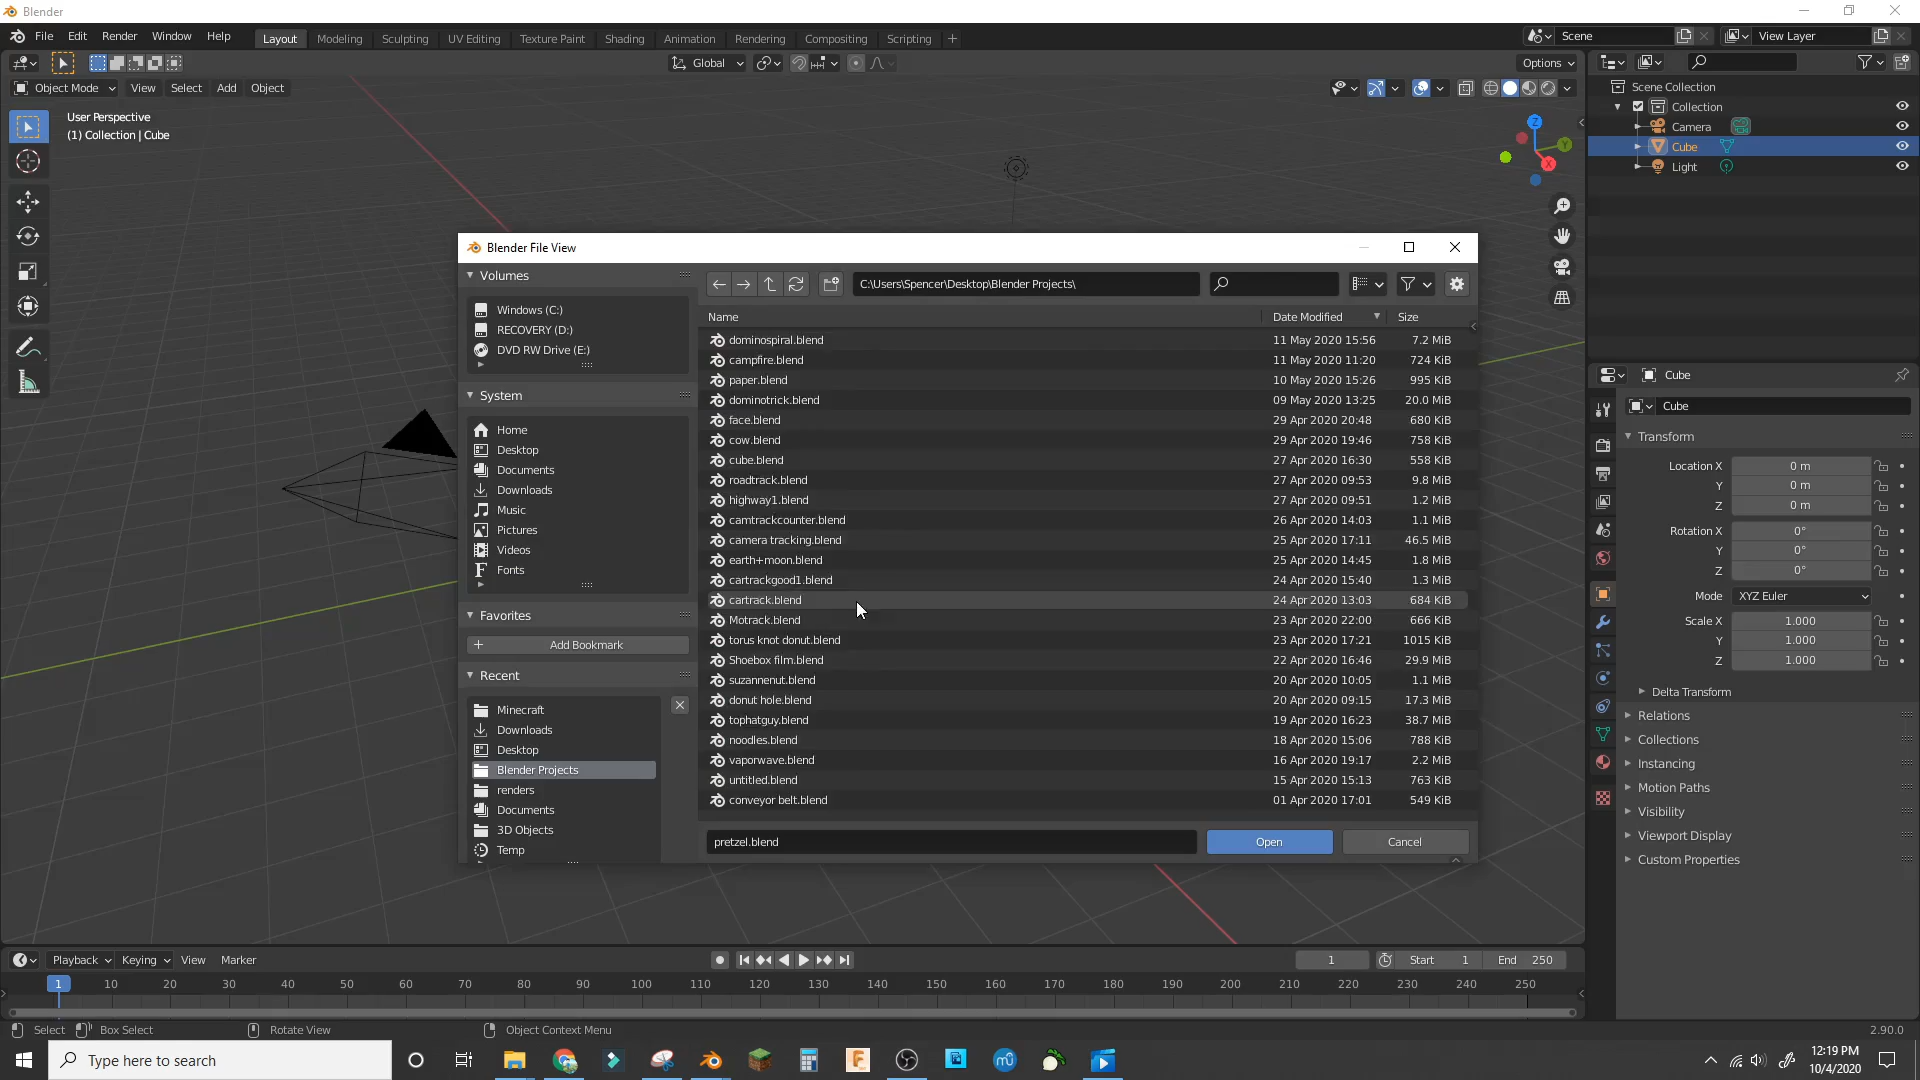 Blender
File Edit Render Window Help Layout Modeling Sculpting UV Editing Texture Paint Shading Animation Rendering Compositing Scripting + Scene View Layer
Global Options
Object Mode View Select Add Object
User Perspective
(1) Collection | Cube
Z
Y
X
Scene Collection
Collection
Camera
Cube
Light
Blender File View
Volumes
Windows (C:)
RECOVERY (D:)
DVD RW Drive (E:)
System
Home
Desktop
Documents
Downloads
Music
Pictures
Videos
Fonts
Favorites
+ Add Bookmark
Recent
Minecraft
Downloads
Desktop
Blender Projects
renders
Documents
3D Objects
Temp
C:\Users\Spencer\Desktop\Blender Projects\
Name Date Modified Size
dominospiral.blend 11 May 2020 15:56 7.2 MiB
campfire.blend 11 May 2020 11:20 724 KiB
paper.blend 10 May 2020 15:26 995 KiB
dominotrick.blend 09 May 2020 13:25 20.0 MiB
face.blend 29 Apr 2020 20:48 680 KiB
cow.blend 29 Apr 2020 19:46 758 KiB
cube.blend 27 Apr 2020 16:30 558 KiB
roadtrack.blend 27 Apr 2020 09:53 9.8 MiB
highway1.blend 27 Apr 2020 09:51 1.2 MiB
camtrackcounter.blend 26 Apr 2020 14:03 1.1 MiB
camera tracking.blend 25 Apr 2020 17:11 46.5 MiB
earth+moon.blend 25 Apr 2020 14:45 1.8 MiB
cartrackgood1.blend 24 Apr 2020 15:40 1.3 MiB
cartrack.blend 24 Apr 2020 13:03 684 KiB
Motrack.blend 23 Apr 2020 22:00 666 KiB
torus knot donut.blend 23 Apr 2020 17:21 1015 KiB
Shoebox film.blend 22 Apr 2020 16:46 29.9 MiB
suzannenut.blend 20 Apr 2020 10:05 1.1 MiB
donut hole.blend 20 Apr 2020 09:15 17.3 MiB
tophatguy.blend 19 Apr 2020 16:23 38.7 MiB
noodles.blend 18 Apr 2020 15:06 788 KiB
vaporwave.blend 16 Apr 2020 19:17 2.2 MiB
untitled.blend 15 Apr 2020 15:13 763 KiB
conveyor belt.blend 01 Apr 2020 17:01 549 KiB
pretzel.blend Open Cancel
Cube
Cube
Transform
Location X 0 m
Y 0 m
Z 0 m
Rotation X 0°
Y 0°
Z 0°
Mode XYZ Euler
Scale X 1.000
Y 1.000
Z 1.000
Delta Transform
Relations
Collections
Instancing
Motion Paths
Visibility
Viewport Display
Custom Properties
Playback Keying View Marker 1 Start 1 End 250
1 10 20 30 40 50 60 70 80 90 100 110 120 130 140 150 160 170 180 190 200 210 220 230 240 250
Select Box Select Rotate View Object Context Menu 2.90.0
Type here to search
12:19 PM
10/4/2020